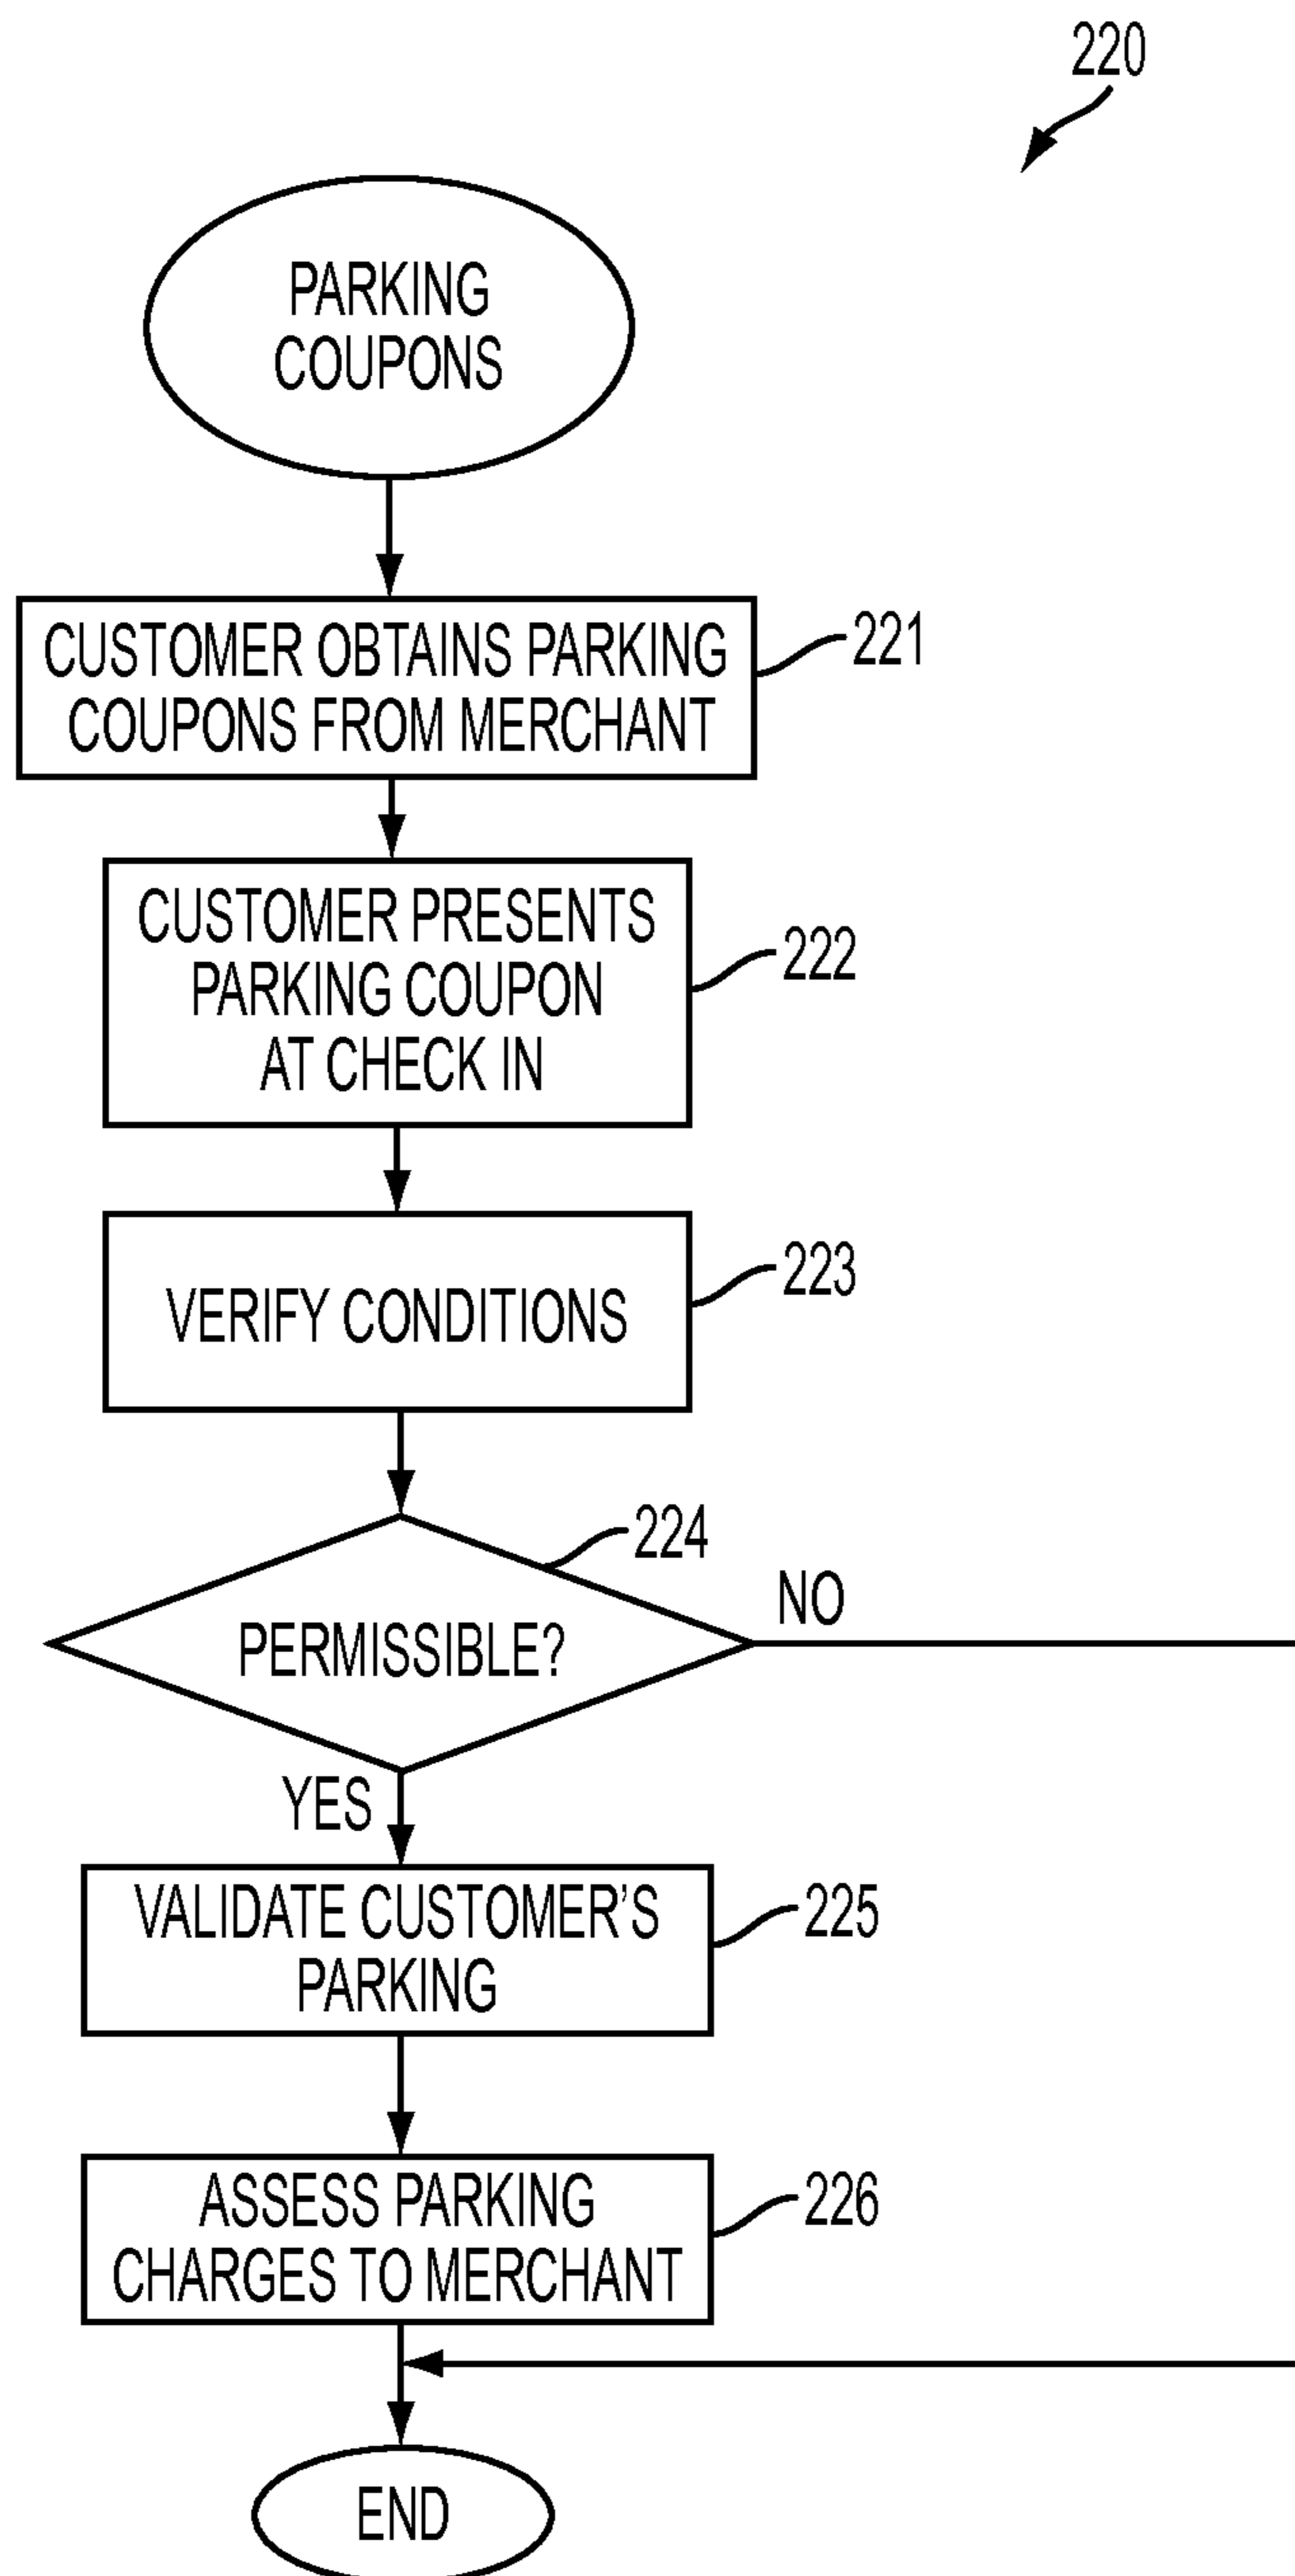 220
PARKING
COUPONS
CUSTOMER OBTAINS PARKING
COUPONS FROM MERCHANT
221
CUSTOMER PRESENTS
PARKING COUPON
AT CHECK IN
222
VERIFY CONDITIONS
223
224
PERMISSIBLE?
NO
YES
VALIDATE CUSTOMER'S
PARKING
225
ASSESS PARKING
CHARGES TO MERCHANT
226
END